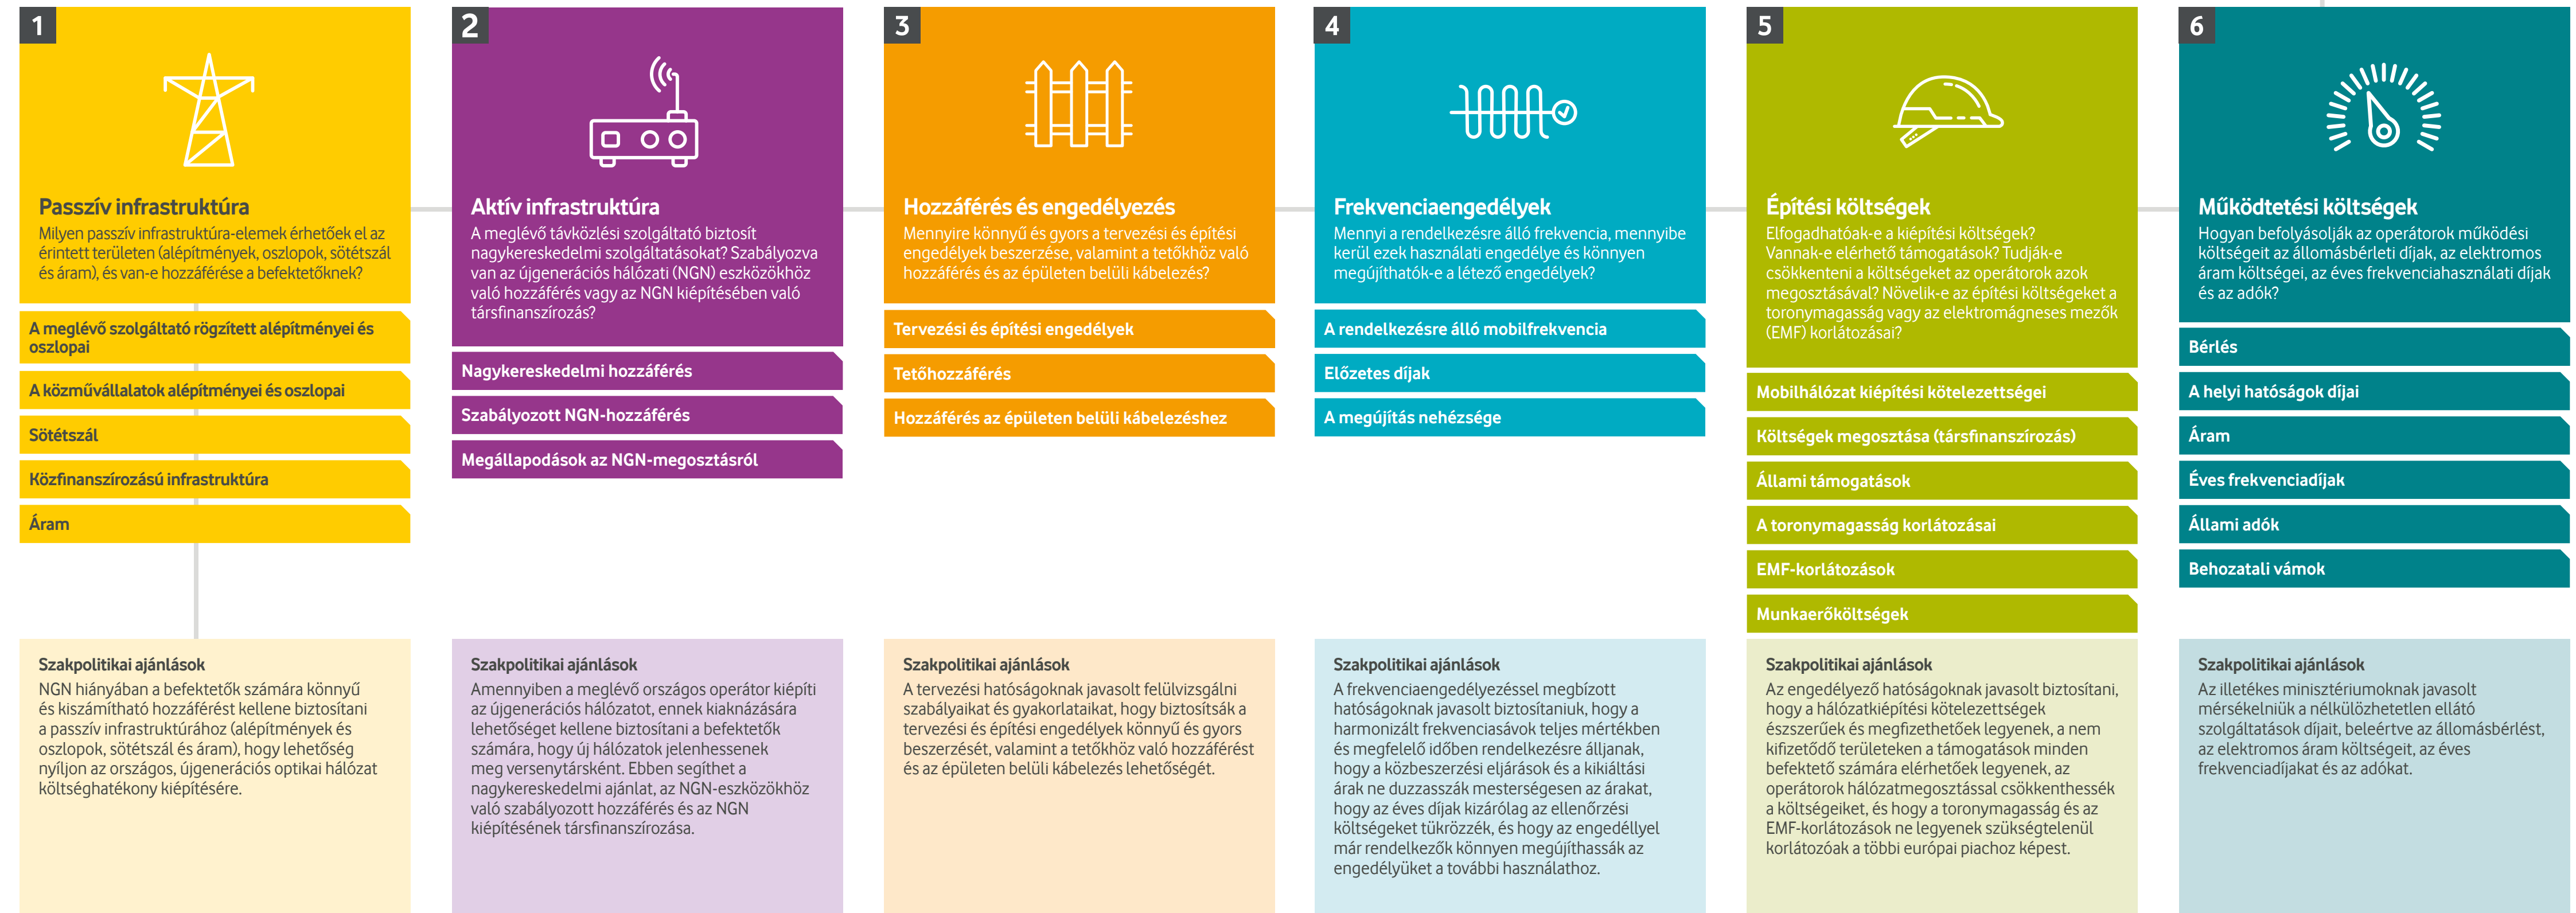 1
Passzív infrastruktúra
Milyen passzív infrastruktúra-elemek érhetőek el az
érintett területen (alépítmények, oszlopok, sötétszál
és áram), és van-e hozzáférése a befektetőknek?
A meglévő szolgáltató rögzített alépítményei és
oszlopai
A közművállalatok alépítményei és oszlopai
Sötétszál
Közfinanszírozású infrastruktúra
Áram
Szakpolitikai ajánlások
NGN hiányában a befektetők számára könnyű
és kiszámítható hozzáférést kellene biztosítani
a passzív infrastruktúrához (alépítmények és
oszlopok, sötétszál és áram), hogy lehetőség
nyíljon az országos, újgenerációs optikai hálózat
költséghatékony kiépítésére.
2
Aktív infrastruktúra
A meglévő távközlési szolgáltató biztosít
nagykereskedelmi szolgáltatásokat? Szabályozva
van az újgenerációs hálózati (NGN) eszközökhöz
való hozzáférés vagy az NGN kiépítésében való
társfinanszírozás?
Nagykereskedelmi hozzáférés
Szabályozott NGN-hozzáférés
Megállapodások az NGN-megosztásról
Szakpolitikai ajánlások
Amennyiben a meglévő országos operátor kiépíti
az újgenerációs hálózatot, ennek kiaknázására
lehetőséget kellene biztosítani a befektetők
számára, hogy új hálózatok jelenhessenek
meg versenytársként. Ebben segíthet a
nagykereskedelmi ajánlat, az NGN-eszközökhöz
való szabályozott hozzáférés és az NGN
kiépítésének társfinanszírozása.
3
Hozzáférés és engedélyezés
Mennyire könnyű és gyors a tervezési és építési
engedélyek beszerzése, valamint a tetőkhöz való
hozzáférés és az épületen belüli kábelezés?
Tervezési és építési engedélyek
Tetőhozzáférés
Hozzáférés az épületen belüli kábelezéshez
Szakpolitikai ajánlások
A tervezési hatóságoknak javasolt felülvizsgálni
szabályaikat és gyakorlataikat, hogy biztosítsák a
tervezési és építési engedélyek könnyű és gyors
beszerzését, valamint a tetőkhöz való hozzáférést
és az épületen belüli kábelezés lehetőségét.
4
Frekvenciaengedélyek
Mennyi a rendelkezésre álló frekvencia, mennyibe
kerül ezek használati engedélye és könnyen
megújíthatók-e a létező engedélyek?
A rendelkezésre álló mobilfrekvencia
Előzetes díjak
A megújítás nehézsége
Szakpolitikai ajánlások
A frekvenciaengedélyezéssel megbízott
hatóságoknak javasolt biztosítaniuk, hogy a
harmonizált frekvenciasávok teljes mértékben
és megfelelő időben rendelkezésre álljanak,
hogy a közbeszerzési eljárások és a kikiáltási
árak ne duzzasszák mesterségesen az árakat,
hogy az éves díjak kizárólag az ellenőrzési
költségeket tükrözzék, és hogy az engedéllyel
már rendelkezők könnyen megújíthassák az
engedélyüket a további használathoz.
5
Építési költségek
Elfogadhatóak-e a kiépítési költségek?
Vannak-e elérhető támogatások? Tudják-e
csökkenteni a költségeket az operátorok azok
megosztásával? Növelik-e az építési költségeket a
toronymagasság vagy az elektromágneses mezők
(EMF) korlátozásai?
Mobilhálózat kiépítési kötelezettségei
Költségek megosztása (társfinanszírozás)
Állami támogatások
A toronymagasság korlátozásai
EMF-korlátozások
Munkaerőköltségek
Szakpolitikai ajánlások
Az engedélyező hatóságoknak javasolt biztosítani,
hogy a hálózatkiépítési kötelezettségek
észszerűek és megfizethetőek legyenek, a nem
kifizetődő területeken a támogatások minden
befektető számára elérhetőek legyenek, az
operátorok hálózatmegosztással csökkenthessék
a költségeiket, és hogy a toronymagasság és az
EMF-korlátozások ne legyenek szükségtelenül
korlátozóak a többi európai piachoz képest.
6
Működtetési költségek
Hogyan befolyásolják az operátorok működési
költségeit az állomásbérleti díjak, az elektromos
áram költségei, az éves frekvenciahasználati díjak
és az adók?
Bérlés
A helyi hatóságok díjai
Áram
Éves frekvenciadíjak
Állami adók
Behozatali vámok
Szakpolitikai ajánlások
Az illetékes minisztériumoknak javasolt
mérsékelniük a nélkülözhetetlen ellátó
szolgáltatások díjait, beleértve az állomásbérlést,
az elektromos áram költségeit, az éves
frekvenciadíjakat és az adókat.